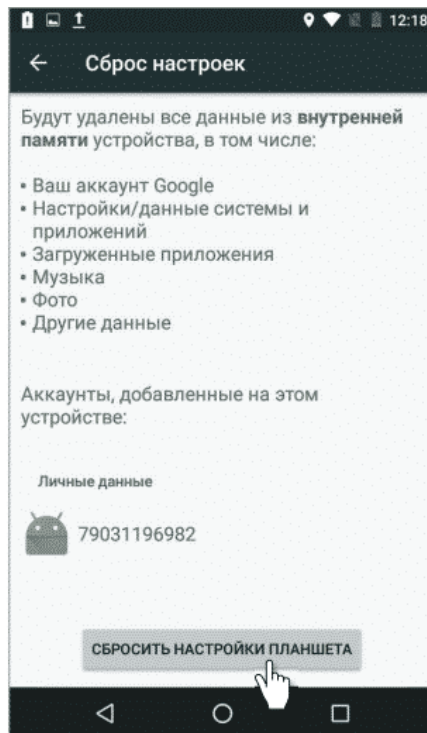 12:18
Сброс настроек
Будут удалены все данные из внутренней
памяти устройства, в том числе:
• Ваш аккаунт Google
• Настройки/данные системы и
приложений
• Загруженные приложения
• Музыка
• Фото
• Другие данные
Аккаунты, добавленные на этом
устройстве:
Личные данные
79031196982
СБРОСИТЬ НАСТРОЙКИ ПЛАНШЕТА